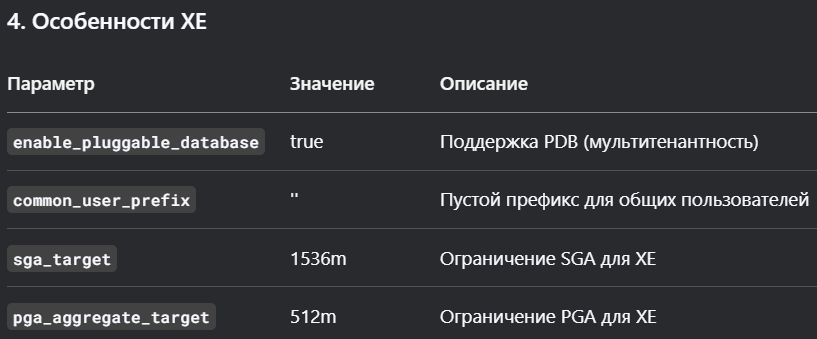 4. Особенности XE
Параметр Значение Описание
enable_pluggable_database true Поддержка PDB (мультитенантность)
common_user_prefix '' Пустой префикс для общих пользователей
sga_target 1536m Ограничение SGA для XE
pga_aggregate_target 512m Ограничение PGA для XE